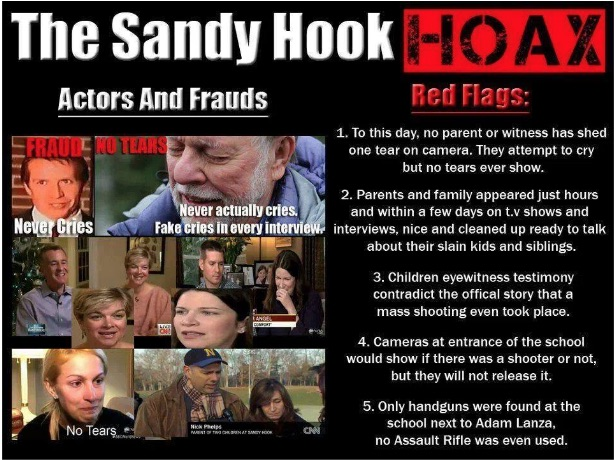 The Sandy Hook HOAX
Actors And Frauds
Red Flags:
FRAUD
NO TEARS
Never Cries
Never actually cries.
Fake cries in every interview.
LIVE
CNN
ANGEL
COMFORT"
No Tears
Nick Phelps
PARENT OF TWO CHILDREN AT SANDY HOOK
CNN
1. To this day, no parent or witness has shed
one tear on camera. They attempt to cry
but no tears ever show.
2. Parents and family appeared just hours
and within a few days on t.v shows and
interviews, nice and cleaned up ready to talk
about their slain kids and siblings.
3. Children eyewitness testimony
contradict the offical story that a
mass shooting even took place.
4. Cameras at entrance of the school
would show if there was a shooter or not,
but they will not release it.
5. Only handguns were found at the
school next to Adam Lanza,
no Assault Rifle was even used.